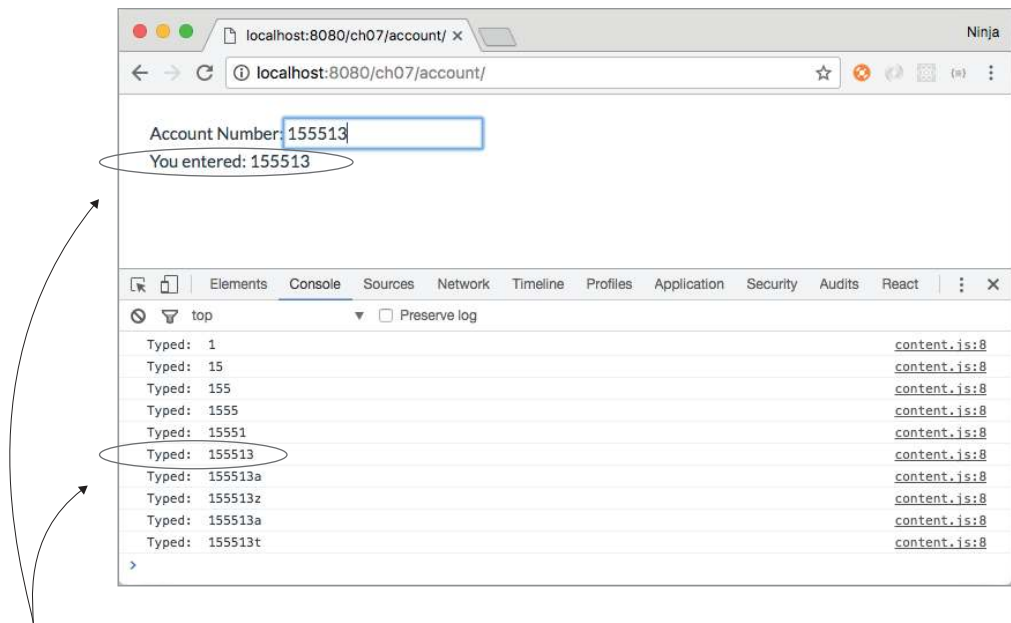 localhost:8080/ch07/account/ ×
Ninja
localhost:8080/ch07/account/
Account Number: 155513
You entered: 155513
Elements Console Sources Network Timeline Profiles Application Security Audits React
top Preserve log
Typed: 1 content.js:8
Typed: 15 content.js:8
Typed: 155 content.js:8
Typed: 1555 content.js:8
Typed: 15551 content.js:8
Typed: 155513 content.js:8
Typed: 155513a content.js:8
Typed: 155513z content.js:8
Typed: 155513a content.js:8
Typed: 155513t content.js:8
>